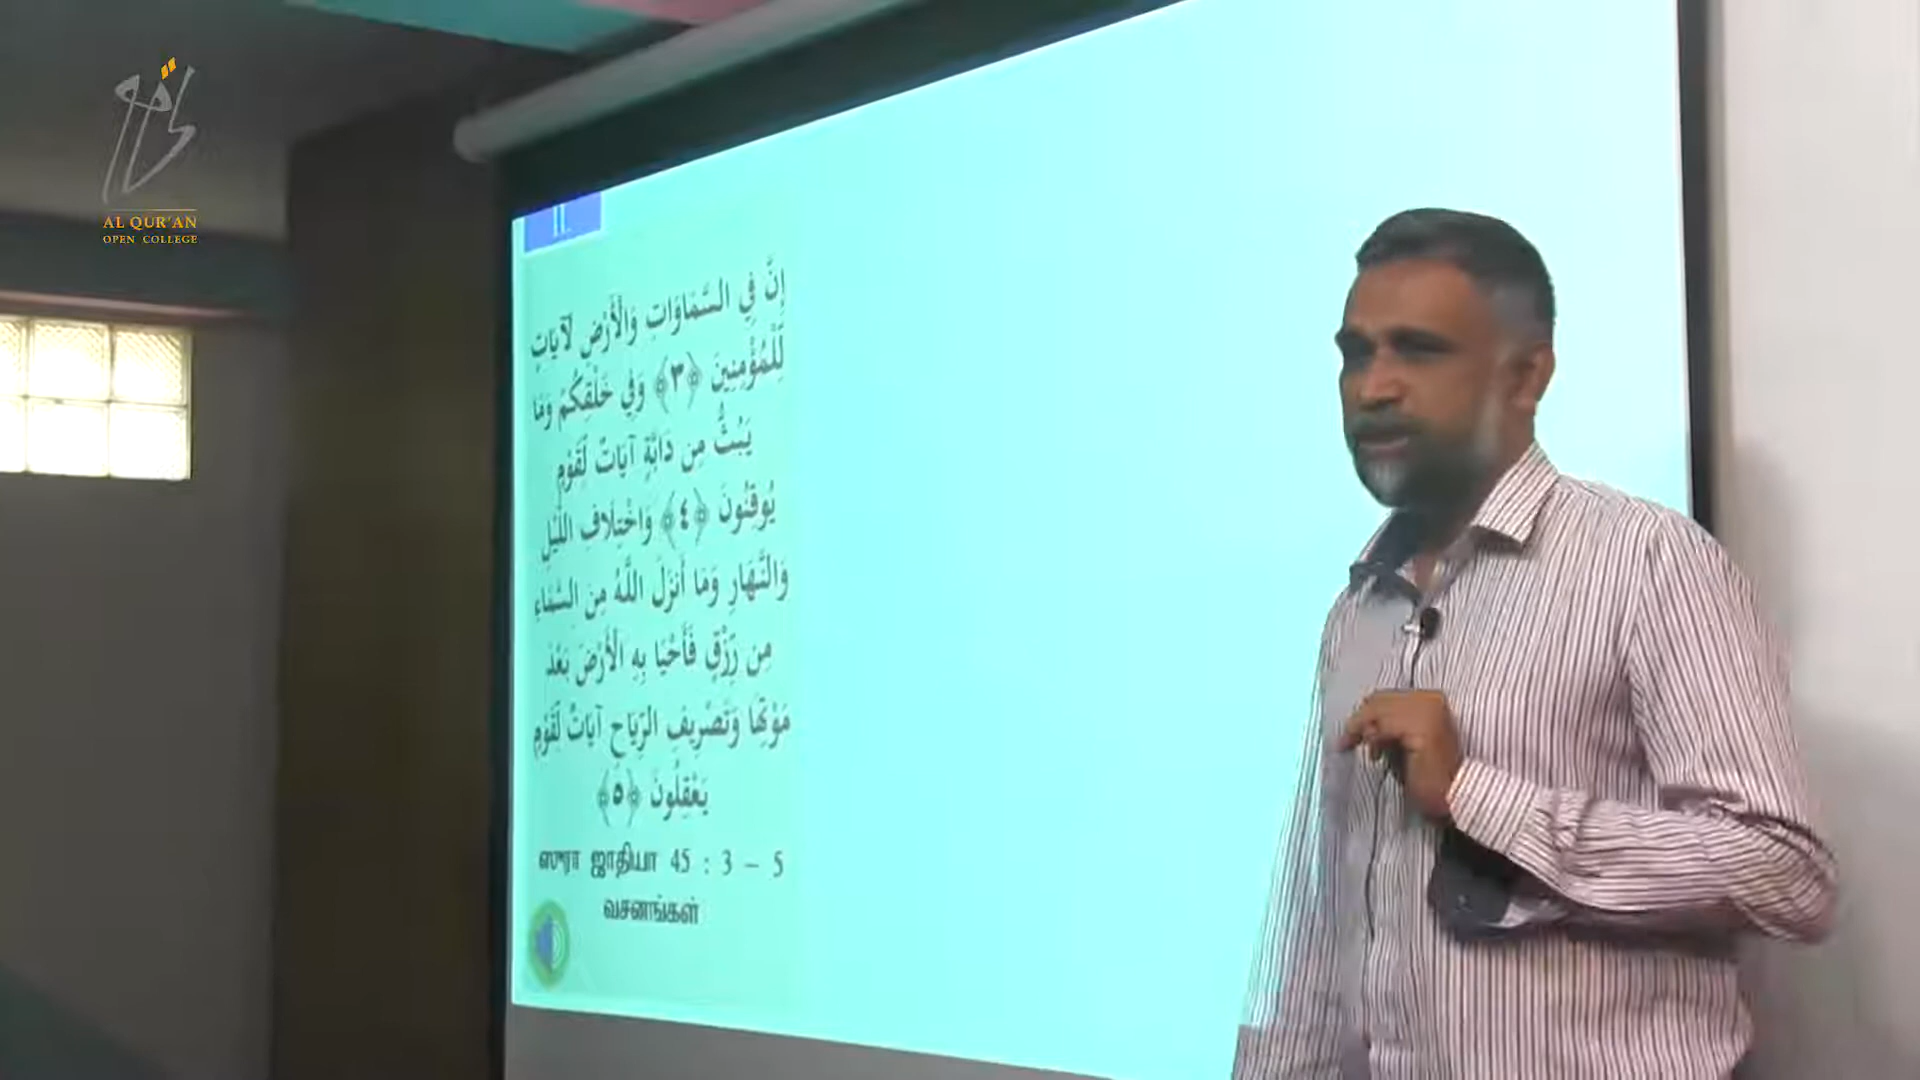 AL QUR'AN
OPEN COLLEGE
11.
إِنَّ فِي السَّمَاوَاتِ وَالْأَرْضِ لَآيَاتٍ
لِّلْمُؤْمِنِينَ ﴿٣﴾ وَفِي خَلْقِكُمْ وَمَا
يَبُثُّ مِن دَابَّةٍ آيَاتٌ لِّقَوْمٍ
يُوقِنُونَ ﴿٤﴾ وَاخْتِلَافِ اللَّيْلِ
وَالنَّهَارِ وَمَا أَنزَلَ اللَّهُ مِنَ السَّمَاءِ
مِن رِّزْقٍ فَأَحْيَا بِهِ الْأَرْضَ بَعْدَ
مَوْتِهَا وَتَصْرِيفِ الرِّيَاحِ آيَاتٌ لِّقَوْمٍ
يَعْقِلُونَ ﴿٥﴾
ஸுரா ஜாதியா 45 : 3 – 5
வசனங்கள்